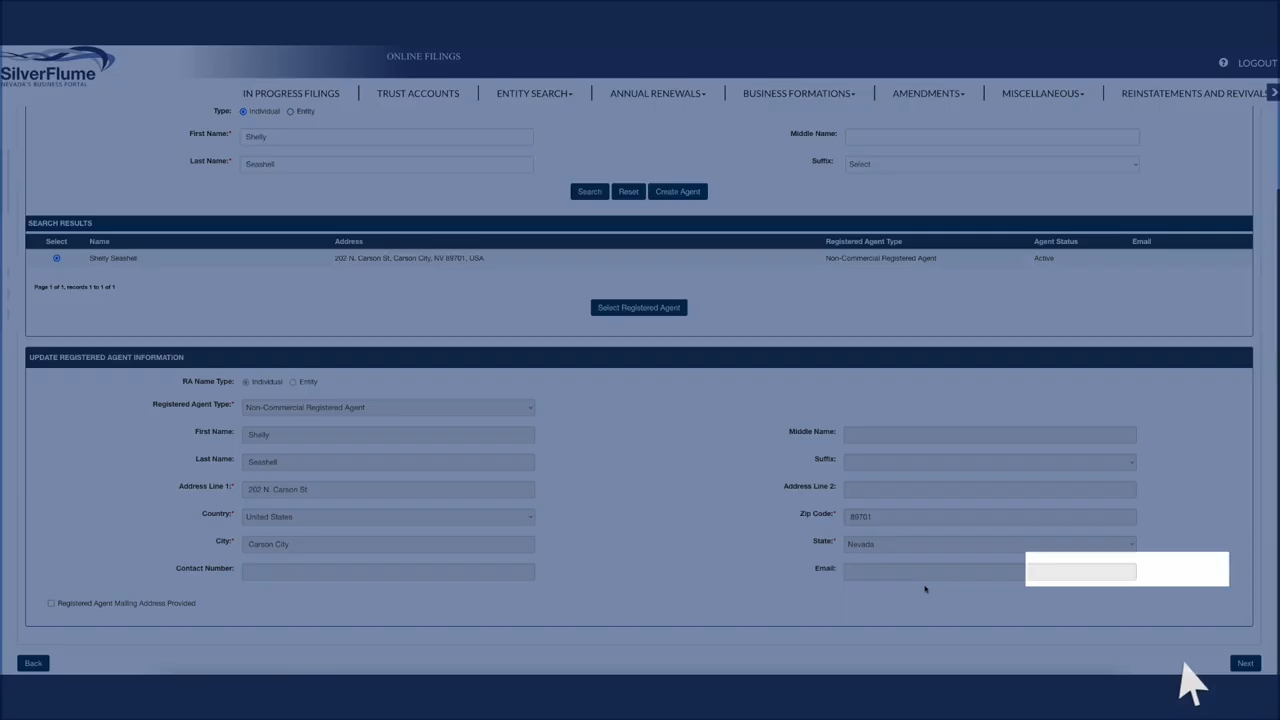 SilverFlume
NEVADA'S BUSINESS PORTAL
ONLINE FILINGS
? LOGOUT
IN PROGRESS FILINGS TRUST ACCOUNTS ENTITY SEARCH ANNUAL RENEWALS BUSINESS FORMATIONS AMENDMENTS MISCELLANEOUS REINSTATEMENTS AND REVIVALS
Type: Individual Entity
First Name:* Shelly Middle Name:
Last Name:* Seashell Suffix: Select
Search Reset Create Agent
SEARCH RESULTS
Select Name Address Registered Agent Type Agent Status Email
Shelly Seashell 202 N. Carson St, Carson City, NV 89701, USA Non-Commercial Registered Agent Active
Page 1 of 1, records 1 to 1 of 1
Select Registered Agent
UPDATE REGISTERED AGENT INFORMATION
RA Name Type: Individual Entity
Registered Agent Type:* Non-Commercial Registered Agent
First Name: Shelly Middle Name:
Last Name: Seashell Suffix:
Address Line 1:* 202 N. Carson St Address Line 2:
Country:* United States Zip Code:* 89701
City:* Carson City State:* Nevada
Contact Number: Email:
Registered Agent Mailing Address Provided
Back Next